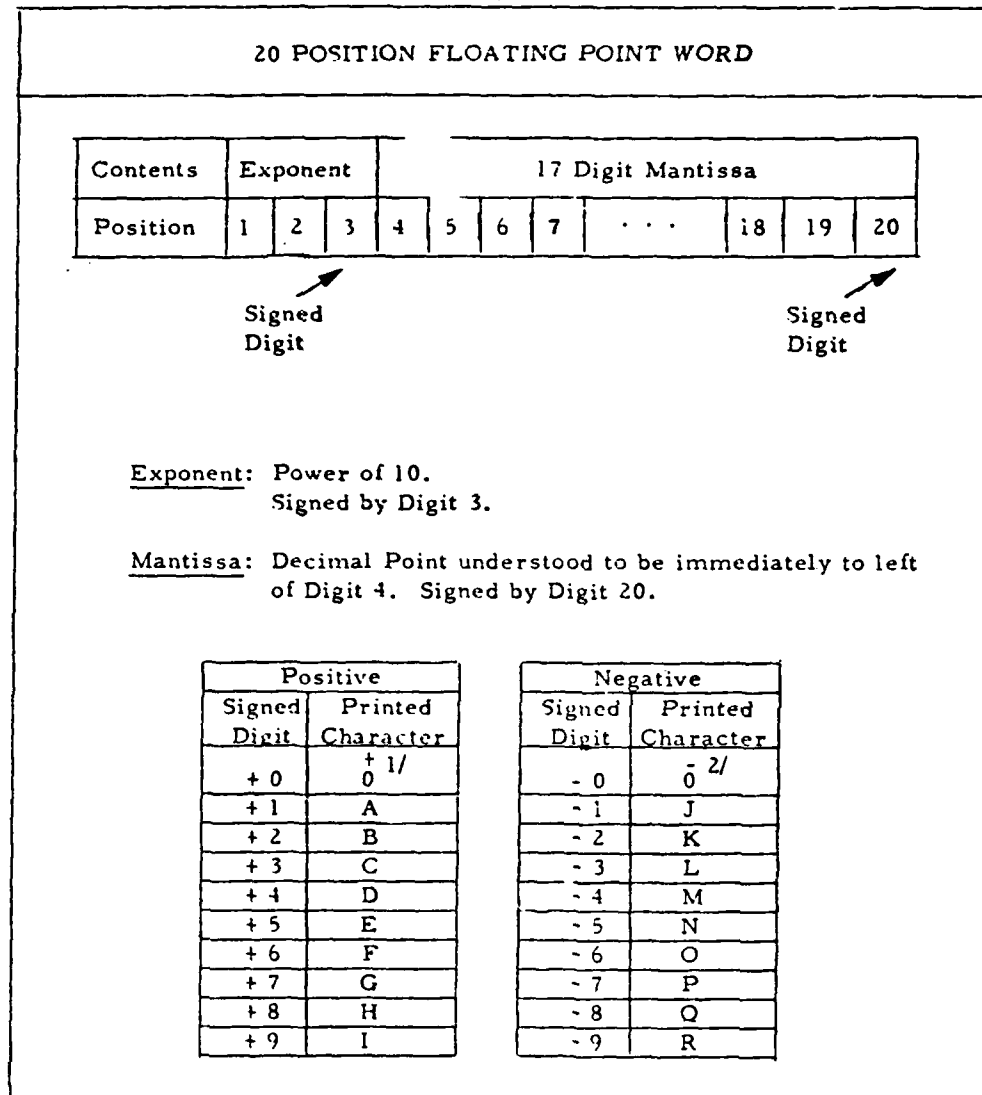 20 POSITION FLOATING POINT WORD
Contents Exponent 17 Digit Mantissa
Position 1 2 3 4 5 6 7 · · · 18 19 20
Signed Signed
Digit Digit
Exponent: Power of 10.
Signed by Digit 3.
Mantissa: Decimal Point understood to be immediately to left
of Digit 4. Signed by Digit 20.
Positive Negative
Signed Printed Signed Printed
Digit Character Digit Character
+ 1/ - 2/
+ 0 0 - 0 0
+ 1 A - 1 J
+ 2 B - 2 K
+ 3 C - 3 L
+ 4 D - 4 M
+ 5 E - 5 N
+ 6 F - 6 O
+ 7 G - 7 P
+ 8 H - 8 Q
+ 9 I - 9 R